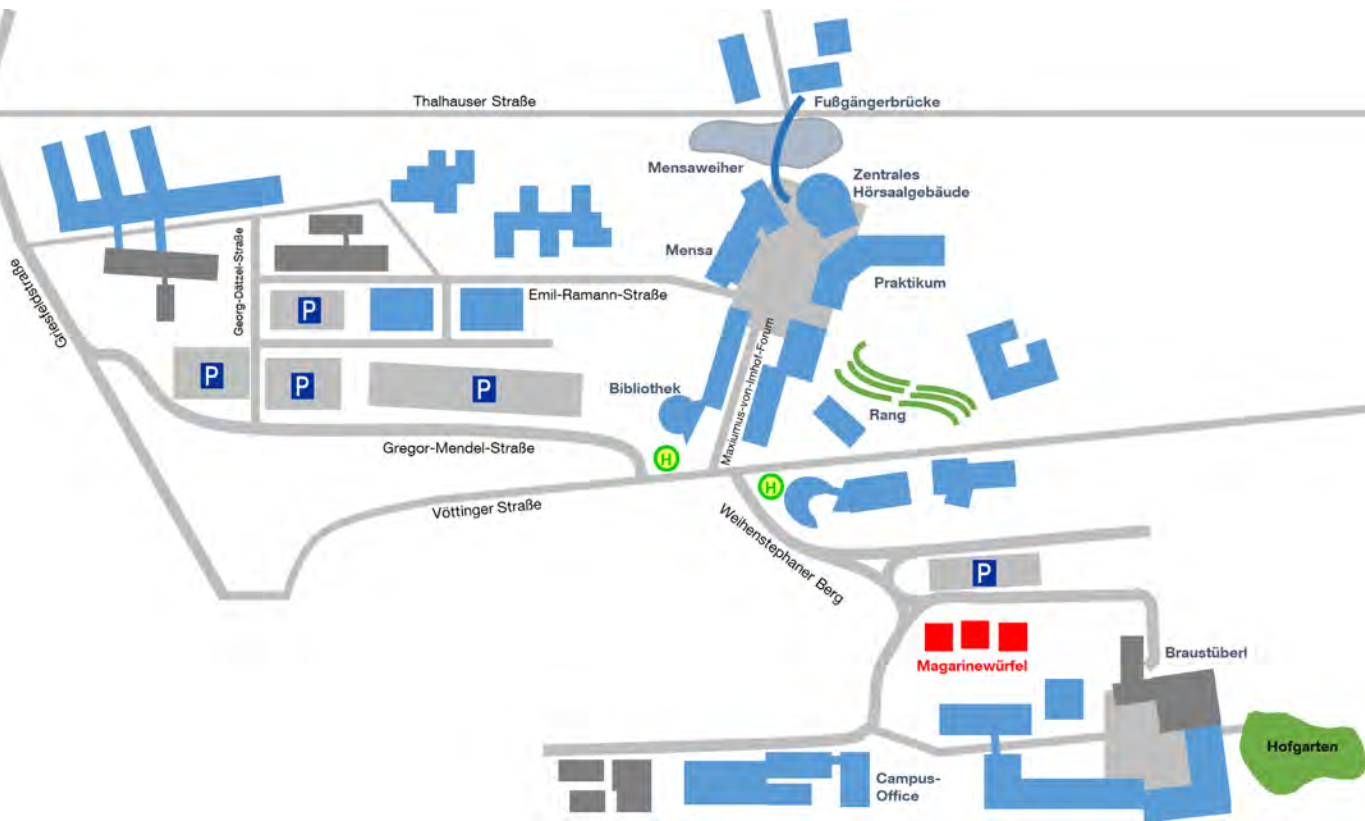 Thalhauser Straße
Fußgängerbrücke
Mensaweiher
Zentrales
Hörsaalgebäude
Mensa
Praktikum
Griesfeldstraße
Georg-Dätzel-Straße
Emil-Ramann-Straße
P
P
P
P
Bibliothek
Maxiumus-von-Imhof-Forum
Rang
Gregor-Mendel-Straße
H
H
Vöttinger Straße
Weihenstephaner Berg
P
Magarinewürfel
Braustüberl
Hofgarten
Campus-
Office